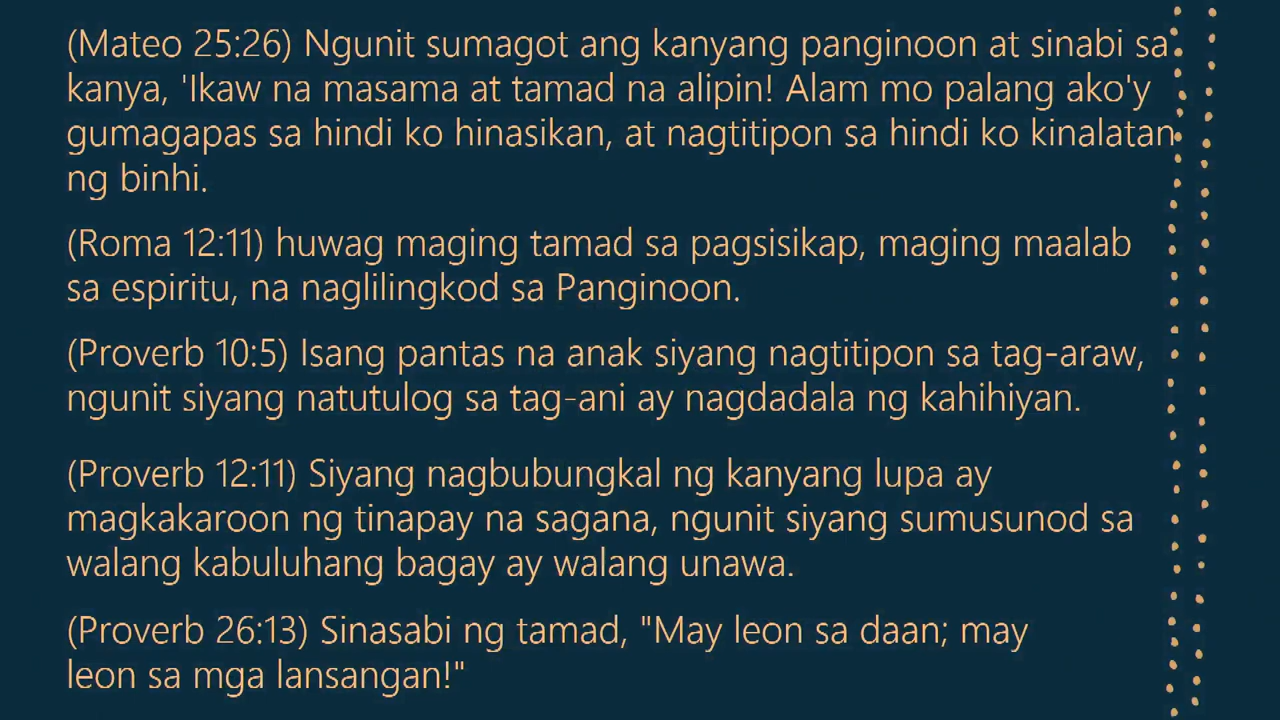 (Mateo 25:26) Ngunit sumagot ang kanyang panginoon at sinabi sa
kanya, 'Ikaw na masama at tamad na alipin! Alam mo palang ako'y
gumagapas sa hindi ko hinasikan, at nagtitipon sa hindi ko kinalatan
ng binhi.
(Roma 12:11) huwag maging tamad sa pagsisikap, maging maalab
sa espiritu, na naglilingkod sa Panginoon.
(Proverb 10:5) Isang pantas na anak siyang nagtitipon sa tag-araw,
ngunit siyang natutulog sa tag-ani ay nagdadala ng kahihiyan.
(Proverb 12:11) Siyang nagbubungkal ng kanyang lupa ay
magkakaroon ng tinapay na sagana, ngunit siyang sumusunod sa
walang kabuluhang bagay ay walang unawa.
(Proverb 26:13) Sinasabi ng tamad, "May leon sa daan; may
leon sa mga lansangan!"